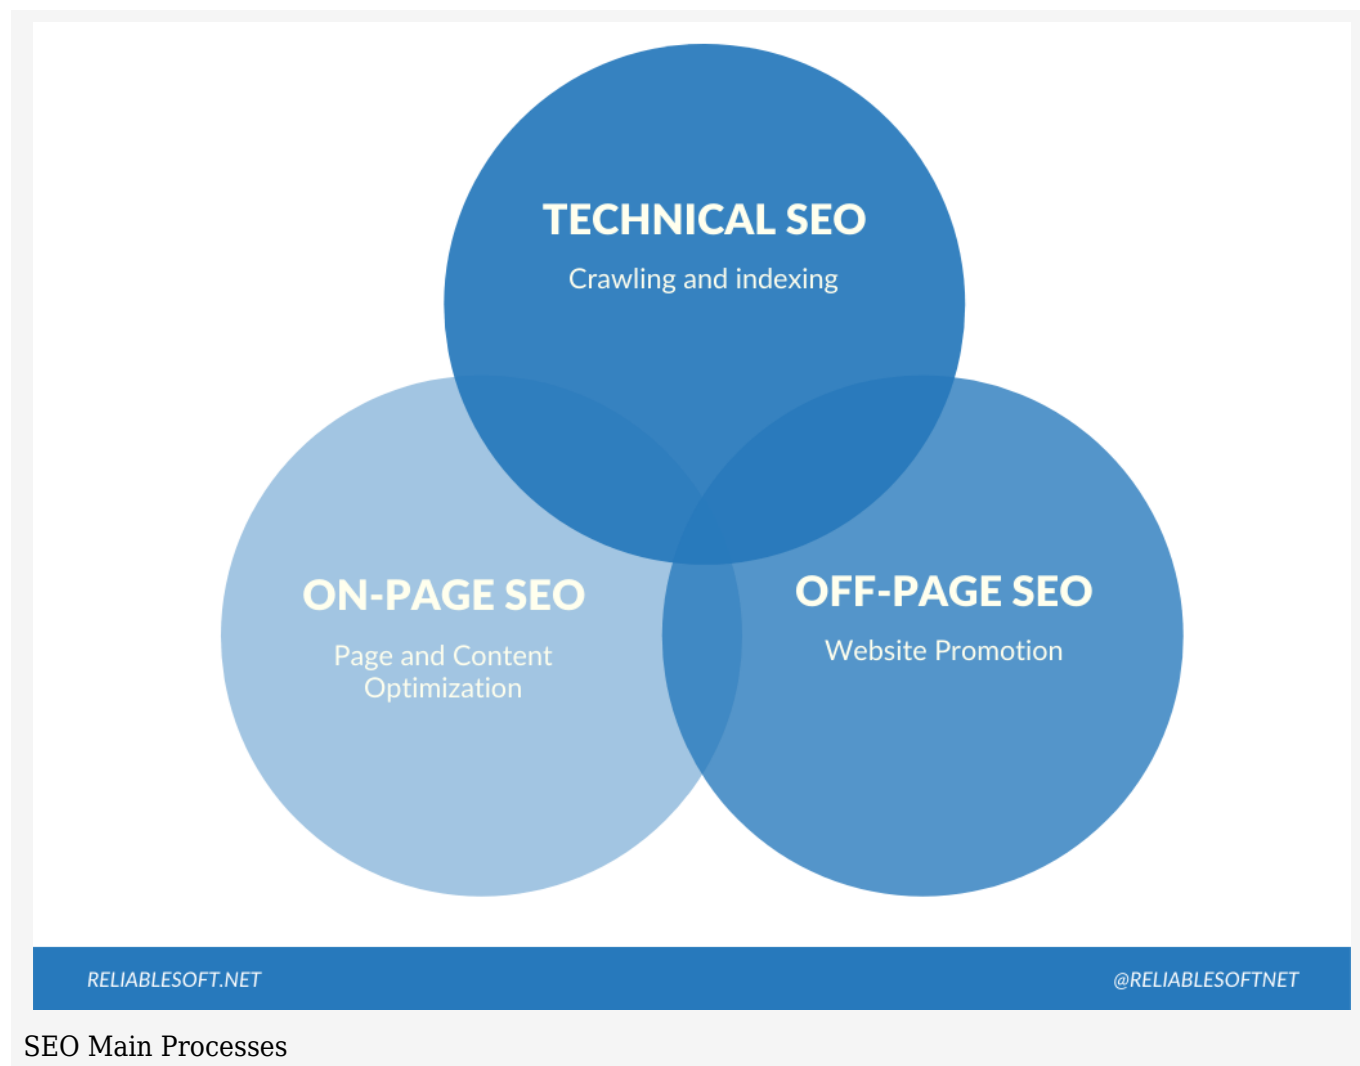 TECHNICAL SEO
Crawling and indexing
ON-PAGE SEO
Page and Content
Optimization
OFF-PAGE SEO
Website Promotion
RELIABLESOFT.NET
@RELIABLESOFTNET
SEO Main Processes